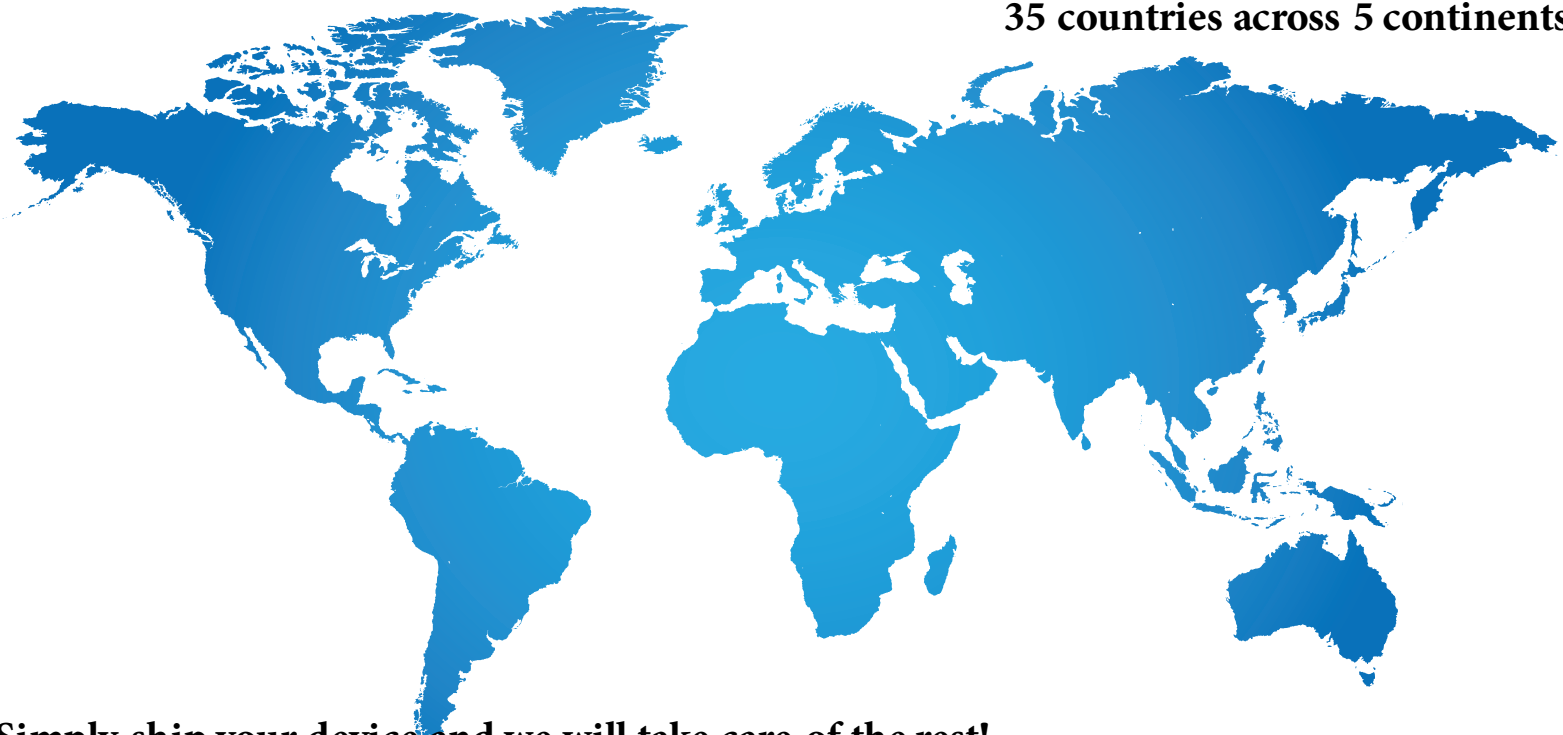 35 countries across 5 continents
Simply ship your device and we will take care of the rest!